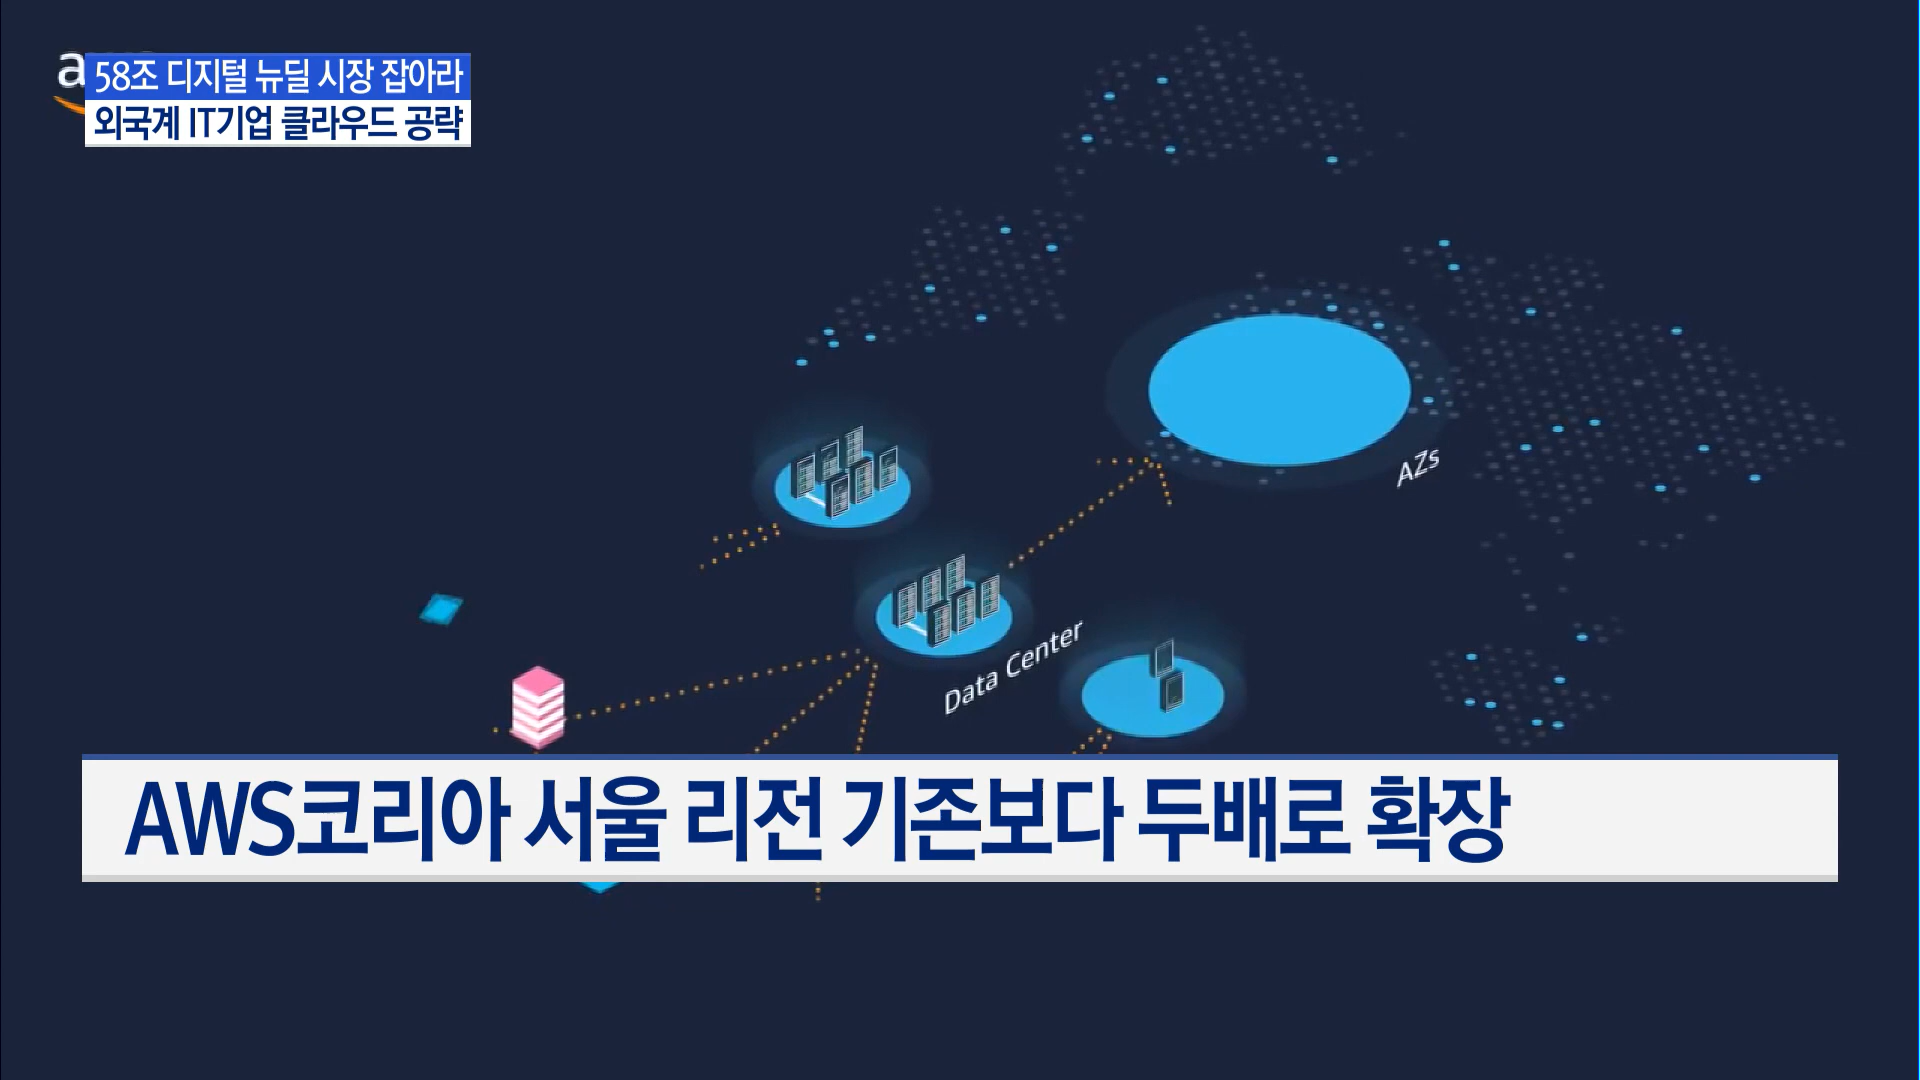 58조 디지털 뉴딜 시장 잡아라
외국계 IT기업 클라우드 공략
AZs
Data Center
AWS코리아 서울 리전 기존보다 두배로 확장